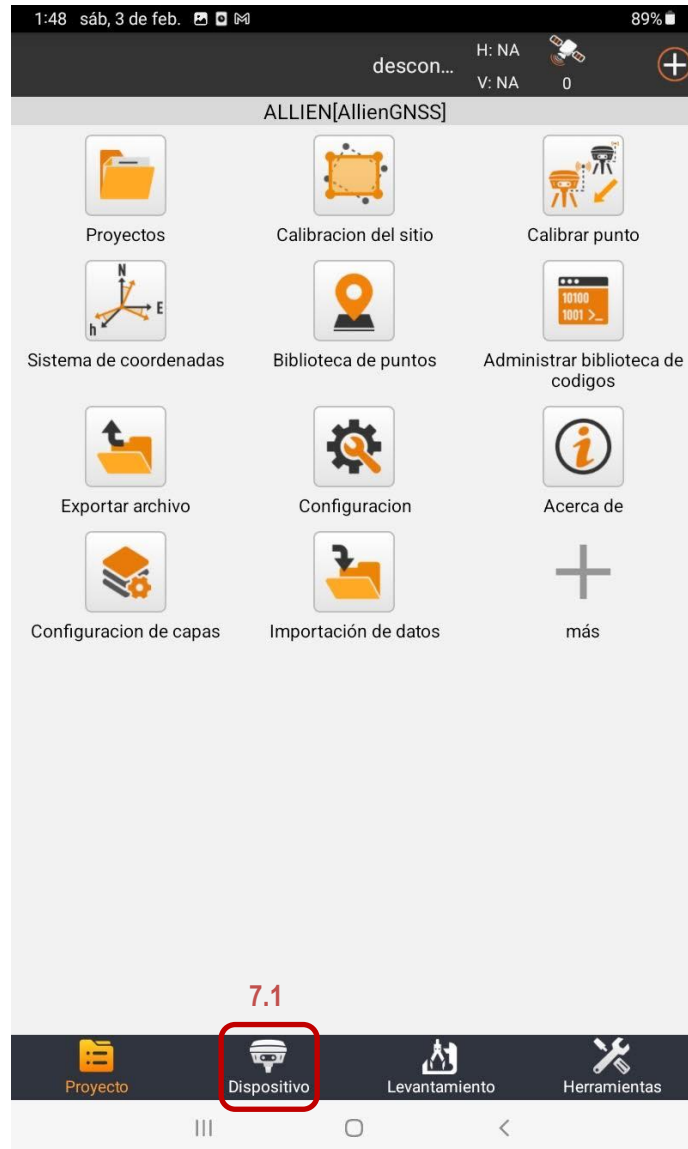 1:48 sáb, 3 de feb. 89%
descon...
H: NA
V: NA
0
ALLIEN[AllienGNSS]
Proyectos
Calibracion del sitio
Calibrar punto
N
E
h
10100
1001 >_
Sistema de coordenadas
Biblioteca de puntos
Administrar biblioteca de
codigos
Exportar archivo
Configuracion
Acerca de
Configuracion de capas
Importación de datos
más
7.1
Proyecto
Dispositivo
Levantamiento
Herramientas